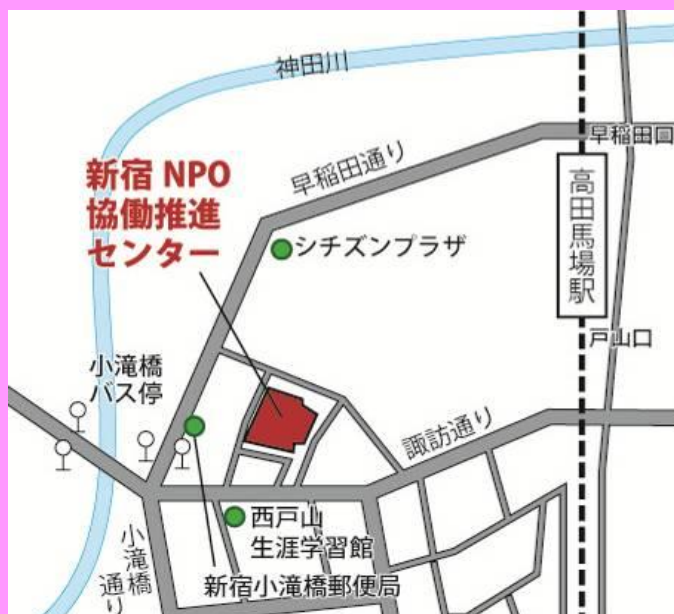 神田川
早稲田通り
早稲田口
新宿 NPO
協働推進
センター
高田馬場駅
シチズンプラザ
戸山口
小滝橋
バス停
諏訪通り
西戸山
生涯学習館
小滝橋
通り
新宿小滝橋郵便局